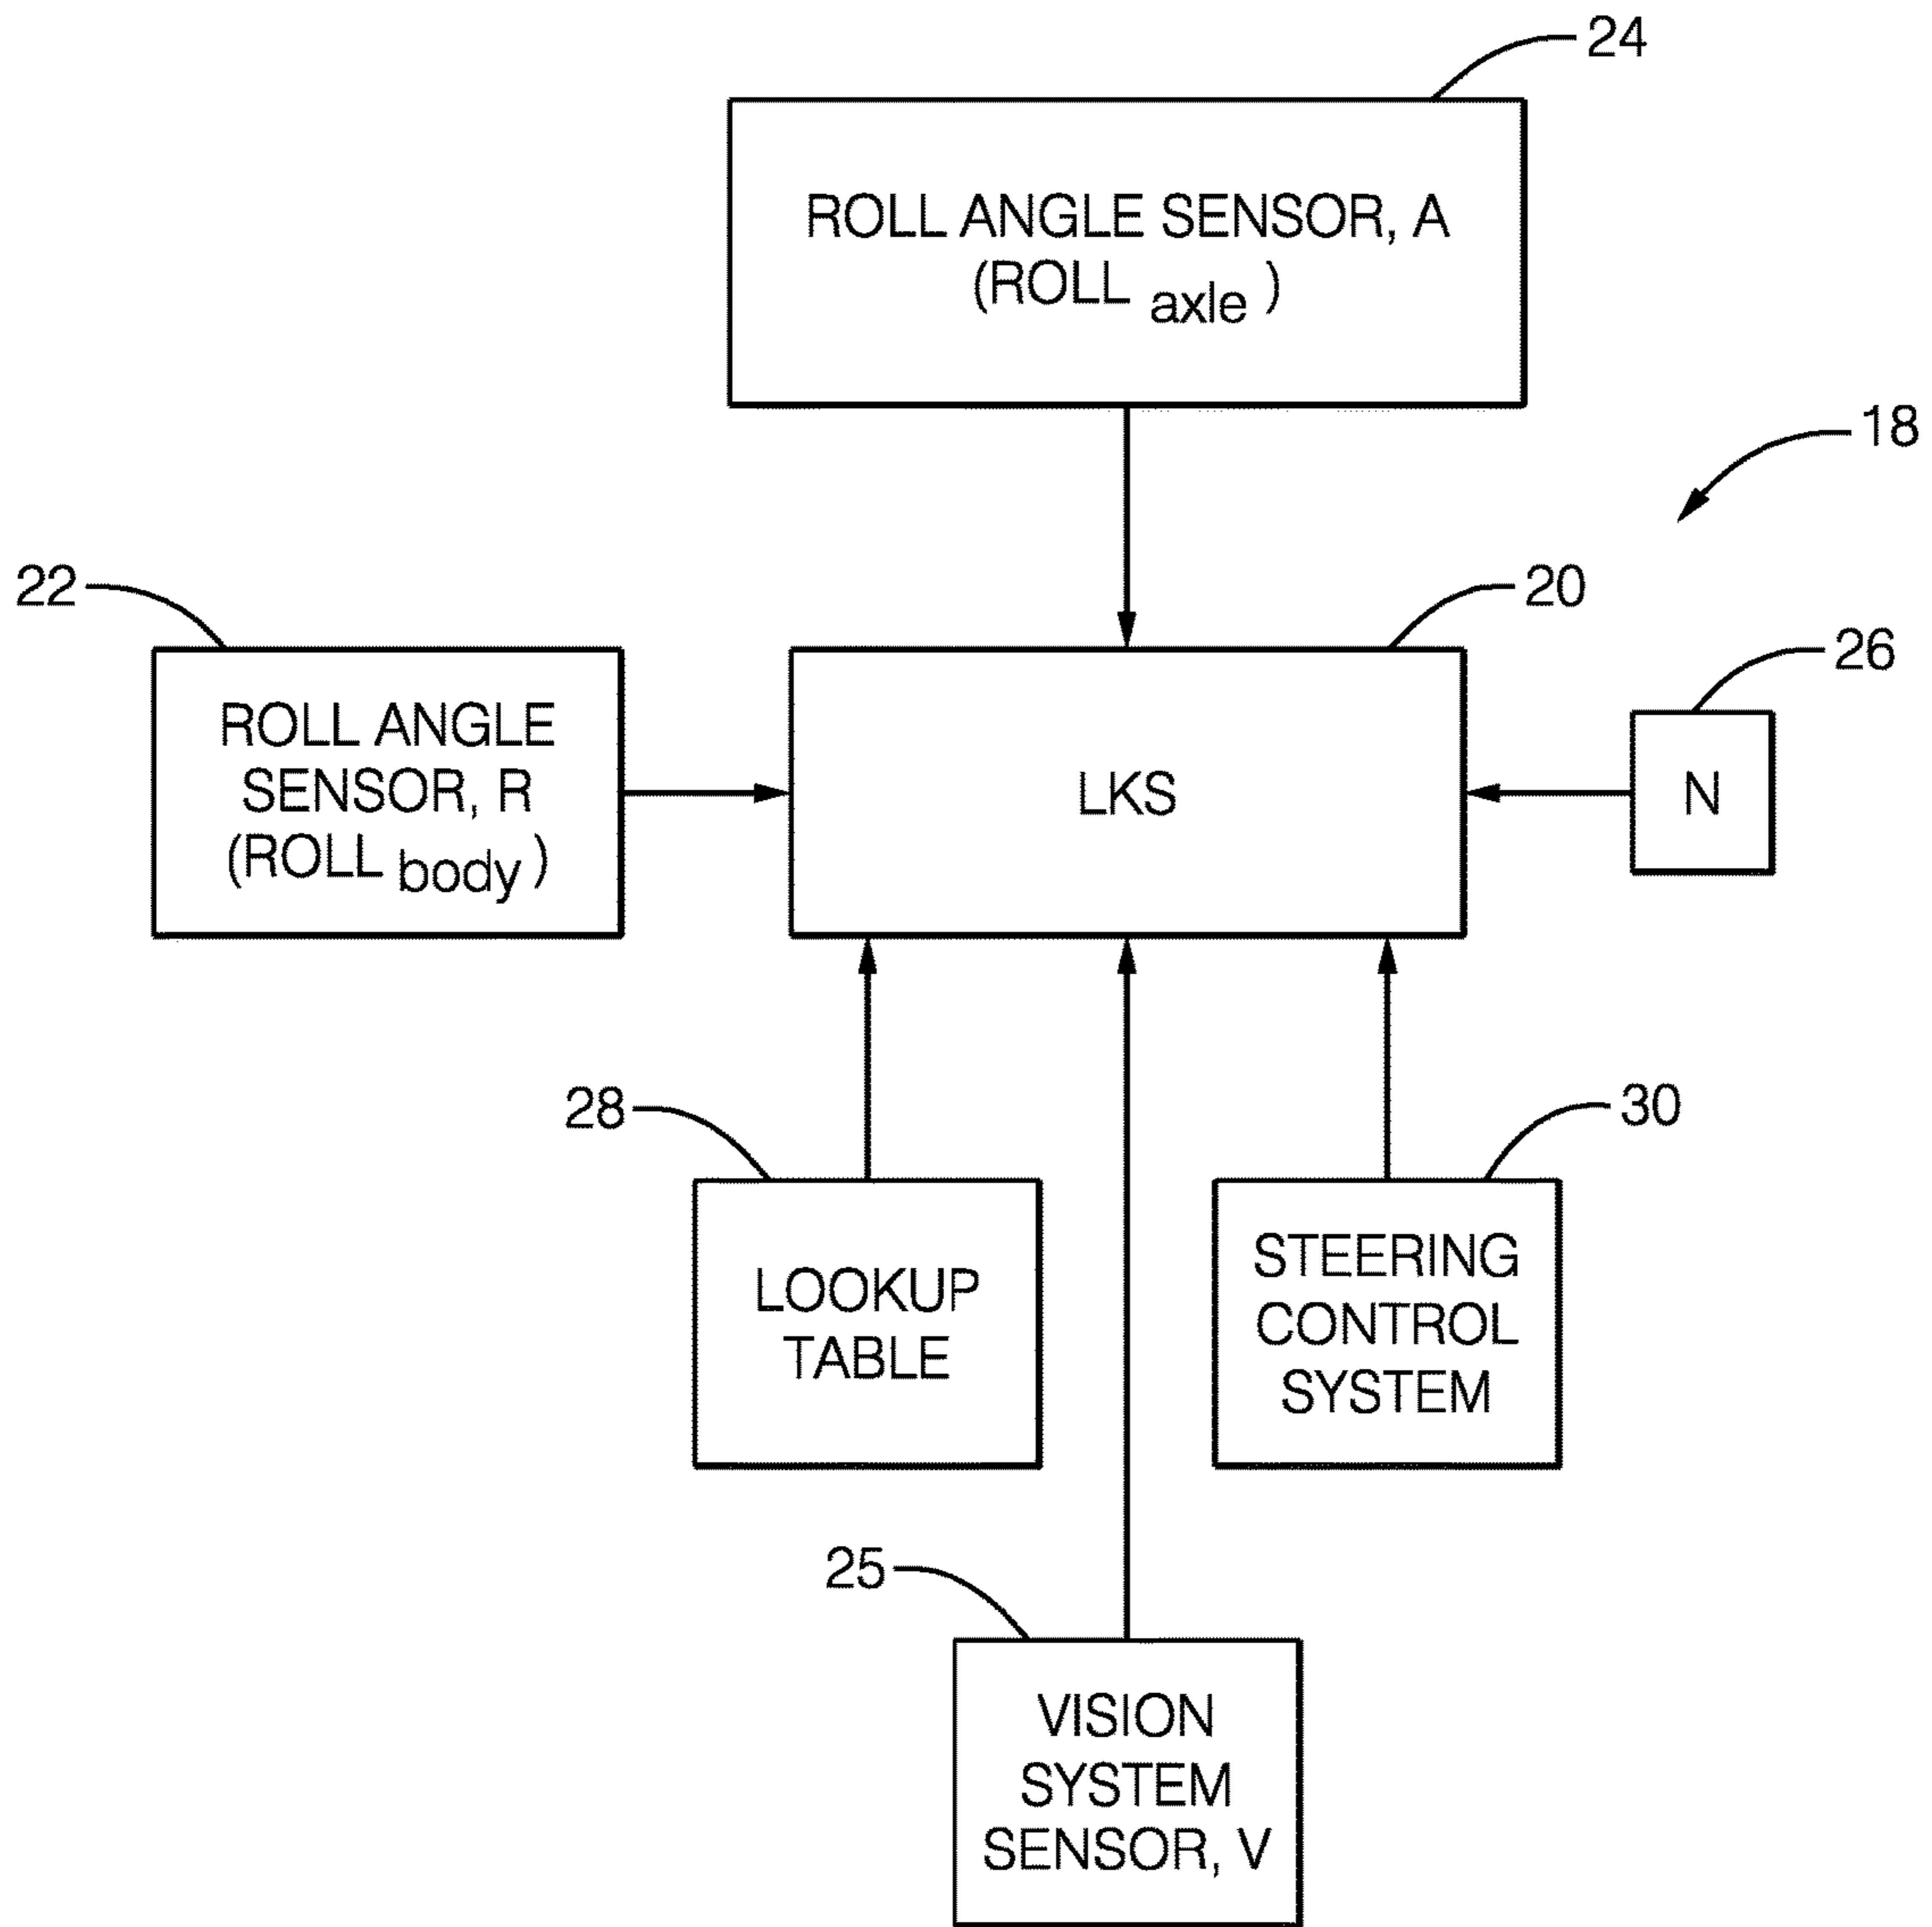 24
ROLL ANGLE SENSOR, A
(ROLL axle )
18
22
20
26
ROLL ANGLE
SENSOR, R
(ROLL body )
LKS
N
28
30
LOOKUP
TABLE
STEERING
CONTROL
SYSTEM
25
VISION
SYSTEM
SENSOR, V